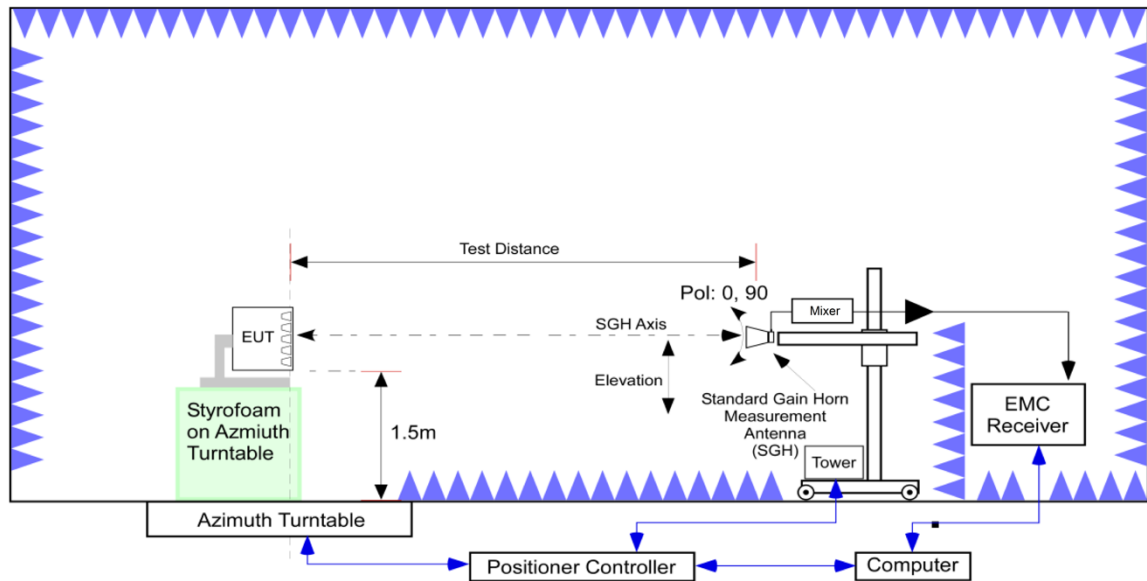 Test Distance
Pol: 0, 90
Mixer
EUT
SGH Axis
Elevation
Standard Gain Horn
Measurement
Antenna
(SGH)
EMC
Receiver
Styrofoam
on Azmiuth
Turntable
1.5m
Tower
Azimuth Turntable
Positioner Controller
Computer